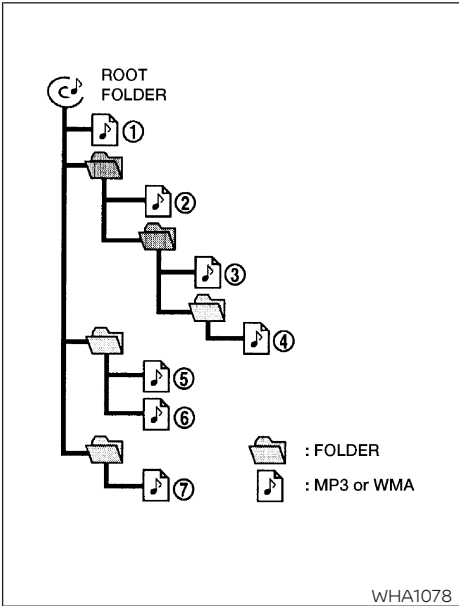 ROOT
FOLDER
①
②
③
④
⑤
⑥
⑦
: FOLDER
: MP3 or WMA
WHA1078